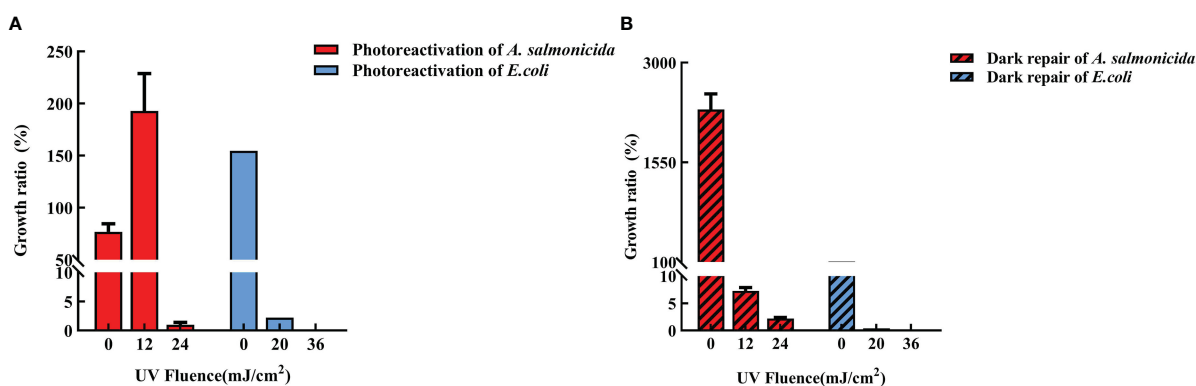 A
Photoreactivation of A. salmonicida
Photoreactivation of E.coli
Growth ratio (%)
250
200
150
100
50
10
5
0
0 12 24 0 20 36
UV Fluence(mJ/cm²)
B
Dark repair of A. salmonicida
Dark repair of E.coli
Growth ratio (%)
3000
1550
100
10
5
0
0 12 24 0 20 36
UV Fluence(mJ/cm²)